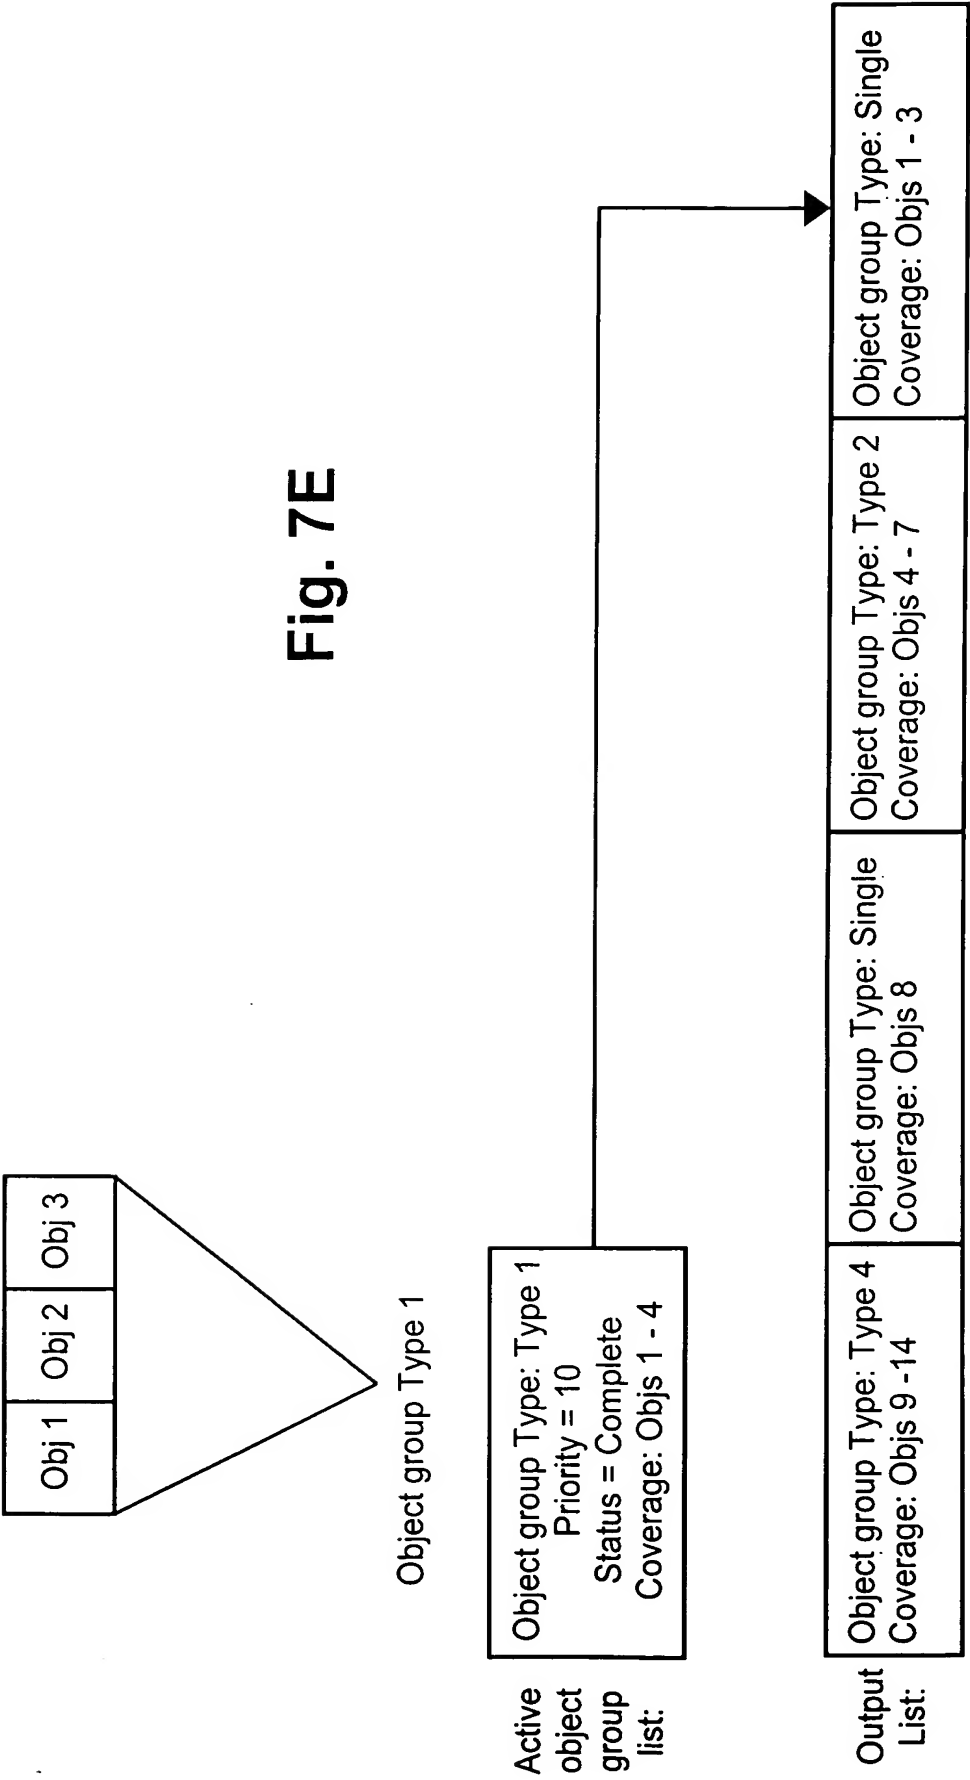 Obj 1
Obj 2
Obj 3
Object group Type 1
Fig. 7E
Active
object
group
list:
Object group Type: Type 1
Priority = 10
Status = Complete
Coverage: Objs 1 - 4
Output
List:
Object group Type: Type 4
Coverage: Objs 9 -14
Object group Type: Single
Coverage: Objs 8
Object group Type: Type 2
Coverage: Objs 4 - 7
Object group Type: Single
Coverage: Objs 1 - 3